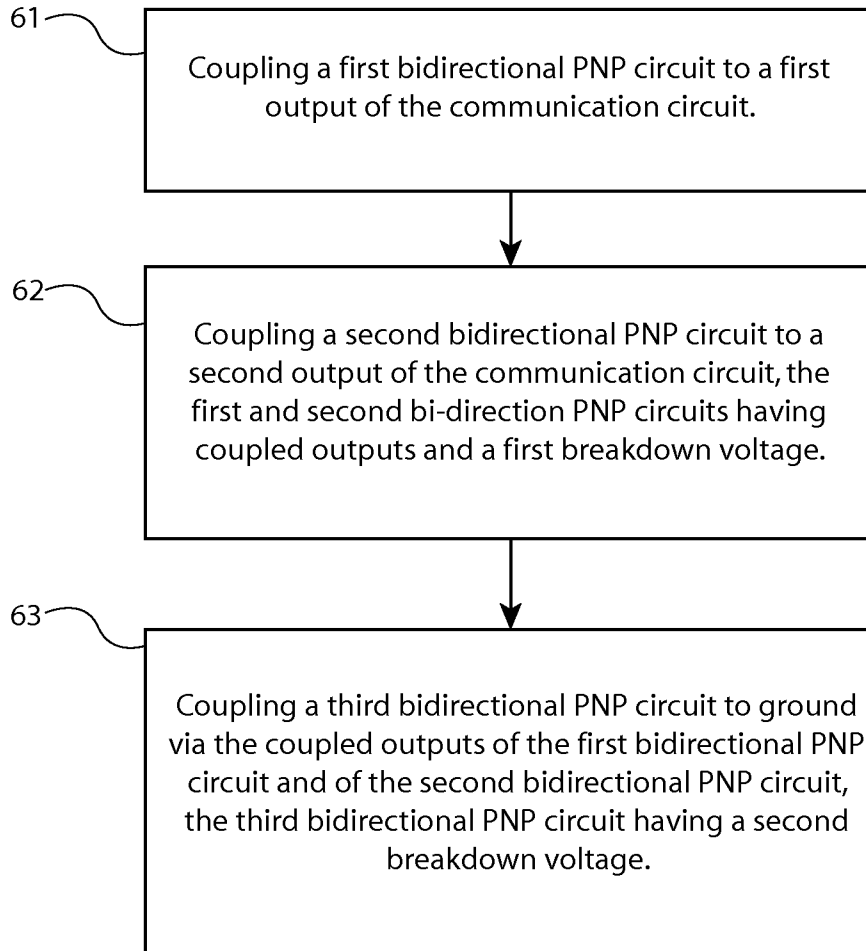 61
Coupling a first bidirectional PNP circuit to a first
output of the communication circuit.
62
Coupling a second bidirectional PNP circuit to a
second output of the communication circuit, the
first and second bi-direction PNP circuits having
coupled outputs and a first breakdown voltage.
63
Coupling a third bidirectional PNP circuit to ground
via the coupled outputs of the first bidirectional PNP
circuit and of the second bidirectional PNP circuit,
the third bidirectional PNP circuit having a second
breakdown voltage.